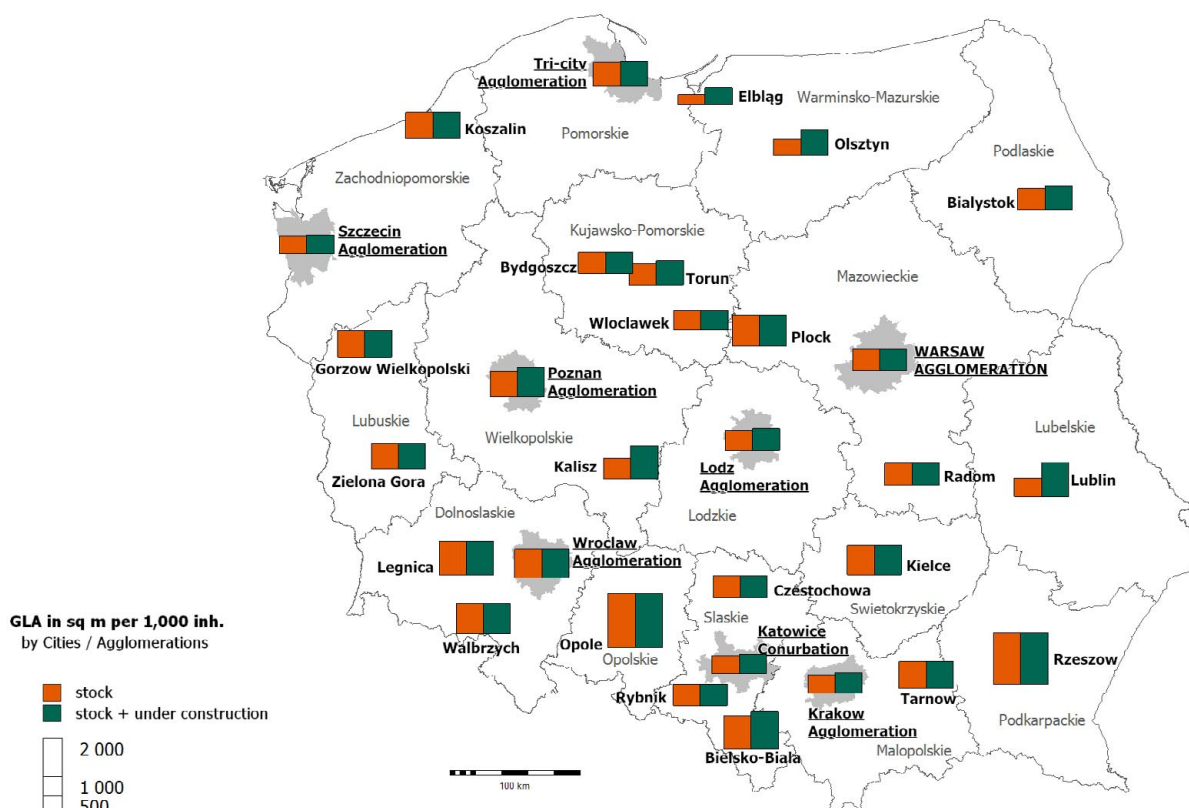 Tri-city
Agglomeration
Elbląg
Warminsko-Mazurskie
Koszalin
Pomorskie
Olsztyn
Podlaskie
Zachodniopomorskie
Bialystok
Szczecin
Agglomeration
Kujawsko-Pomorskie
Bydgoszcz
Torun
Mazowieckie
Wloclawek
Plock
WARSAW
AGGLOMERATION
Gorzow Wielkopolski
Poznan
Agglomeration
Lubuskie
Wielkopolskie
Lubelskie
Zielona Gora
Kalisz
Lodz
Agglomeration
Radom
Lublin
Dolnoslaskie
Lodzkie
Wroclaw
Agglomeration
Legnica
Kielce
Czestochowa
Slaskie
Swietokrzyskie
GLA in sq m per 1,000 inh.
by Cities / Agglomerations
Walbrzych
Opole
Opolskie
Katowice
Conurbation
Rzeszow
stock
stock + under construction
Rybnik
Tarnow
Krakow
Agglomeration
Podkarpackie
Bielsko-Biala
Malopolskie
2 000
1 000
500
100 km